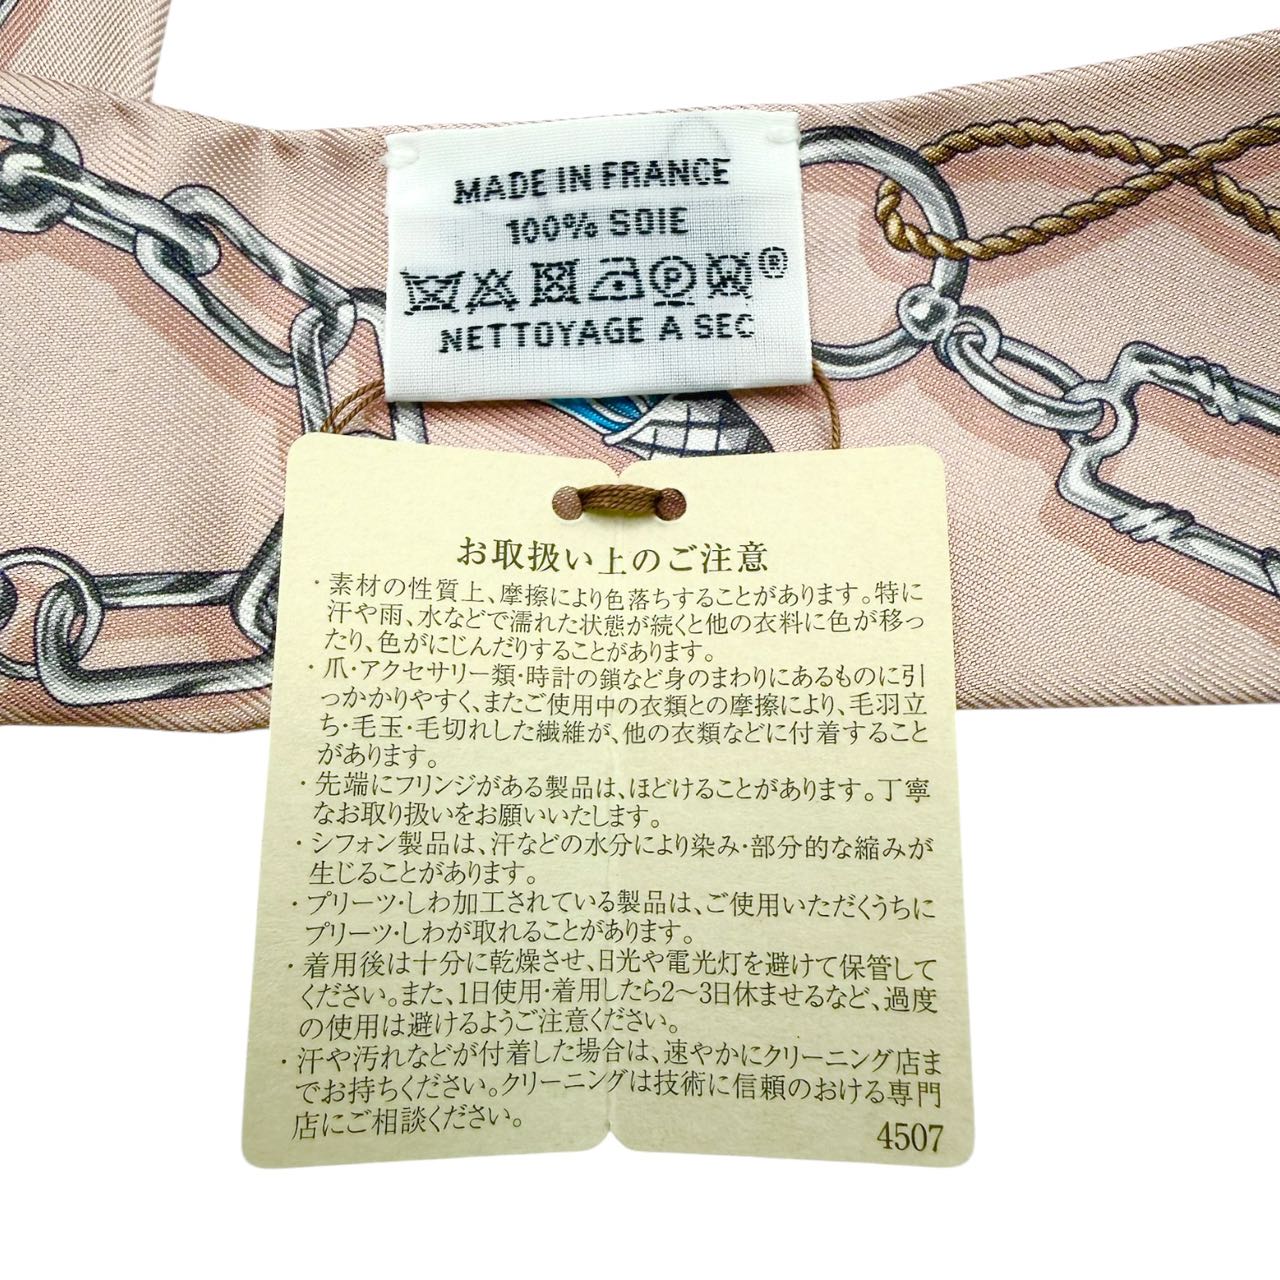 MADE IN FRANCE
100% SOIE
P
®
NETTOYAGE A SEC
お取扱い上のご注意
・素材の性質上、摩擦により色落ちすることがあります。特に
汗や雨、水などで濡れた状態が続くと他の衣料に色が移っ
たり、色がにじんだりすることがあります。
・爪・アクセサリー類・時計の鎖など身のまわりにあるものに引
っかかりやすく、またご使用中の衣類との摩擦により、毛羽立
ち・毛玉・毛切れした繊維が、他の衣類などに付着すること
があります。
・先端にフリンジがある製品は、ほどけることがあります。丁寧
なお取り扱いをお願いいたします。
・シフォン製品は、汗などの水分により染み・部分的な縮みが
生じることがあります。
・プリーツ・しわ加工されている製品は、ご使用いただくうちに
プリーツ・しわが取れることがあります。
・着用後は十分に乾燥させ、日光や電光灯を避けて保管して
ください。また、1日使用・着用したら2～3日休ませるなど、過度
の使用は避けるようご注意ください。
・汗や汚れなどが付着した場合は、速やかにクリーニング店ま
でお持ちください。クリーニングは技術に信頼のおける専門
店にご相談ください。
4507